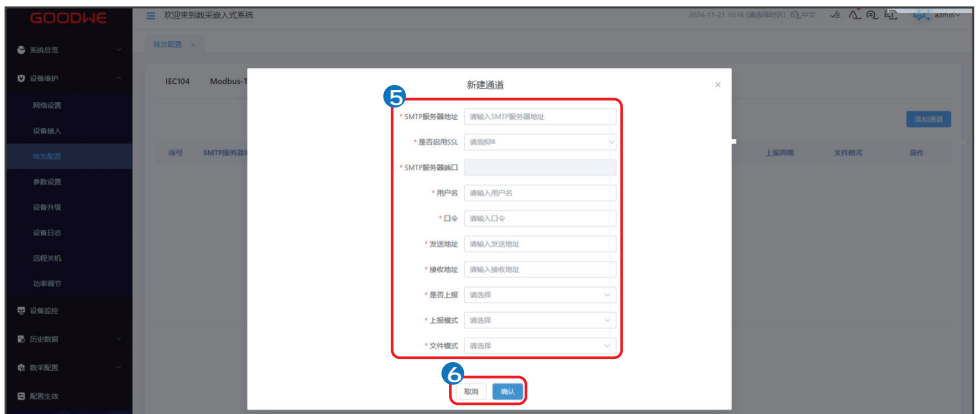 GOODWE
欢迎来到数采嵌入式系统
2024-11-21 10:16 (请选择时区)
中文
admin
系统总览
转发配置 ×
设备维护
IEC104 Modbus-T
新建通道
×
网络设置
5
* SMTP服务器地址 请输入SMTP服务器地址
添加通道
设备接入
* 是否启用SSL 请选择
转发配置
序号 SMTP服务器
上报周期 文件模式 操作
* SMTP服务器端口
参数设置
* 用户名 请输入用户名
设备升级
* 口令 请输入口令
设备日志
* 发送地址 请输入发送地址
远程关机
* 接收地址 请输入接收地址
功率调节
* 是否上报 请选择
设备监控
* 上报模式 请选择
历史数据
* 文件模式 请选择
数采配置
6
取消 确认
配置生效